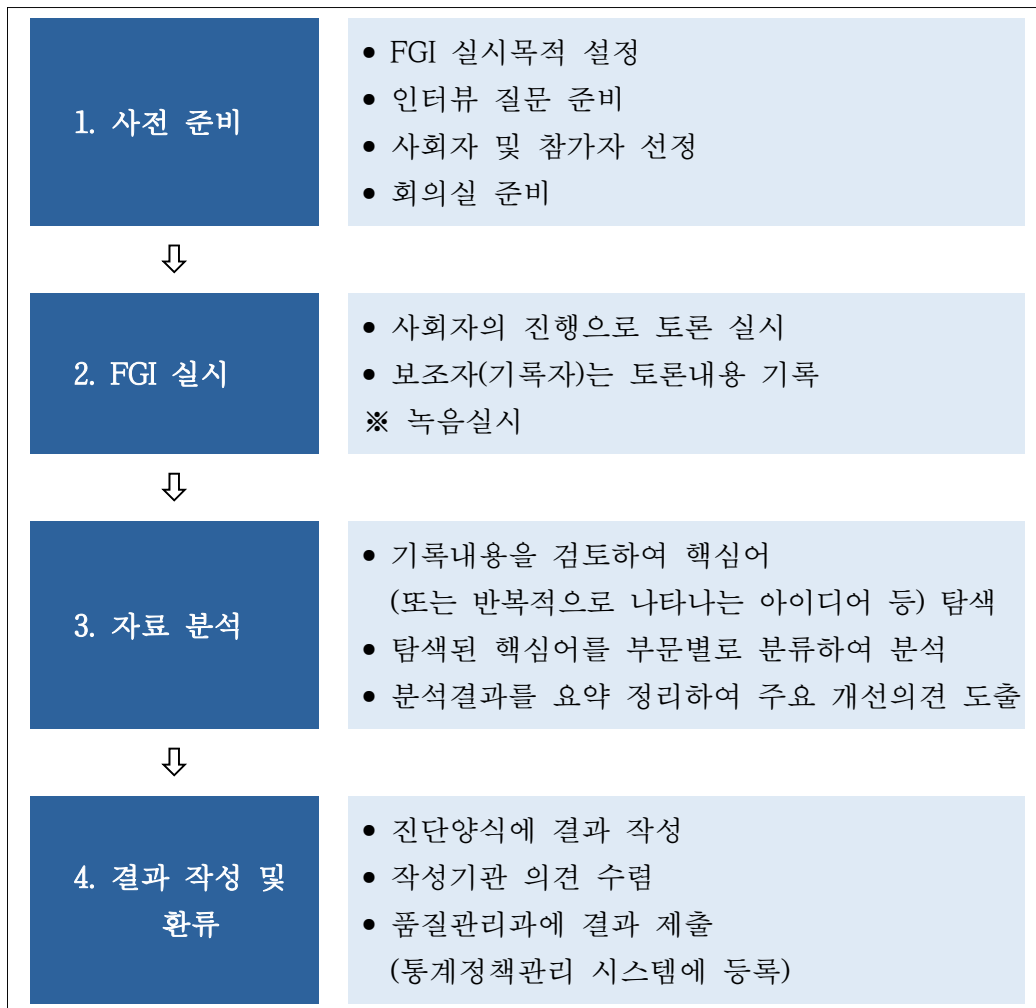 1. 사전 준비
• FGI 실시목적 설정
• 인터뷰 질문 준비
• 사회자 및 참가자 선정
• 회의실 준비
⇩
2. FGI 실시
• 사회자의 진행으로 토론 실시
• 보조자(기록자)는 토론내용 기록
※ 녹음실시
⇩
3. 자료 분석
• 기록내용을 검토하여 핵심어
(또는 반복적으로 나타나는 아이디어 등) 탐색
• 탐색된 핵심어를 부문별로 분류하여 분석
• 분석결과를 요약 정리하여 주요 개선의견 도출
⇩
4. 결과 작성 및
환류
• 진단양식에 결과 작성
• 작성기관 의견 수렴
• 품질관리과에 결과 제출
(통계정책관리 시스템에 등록)